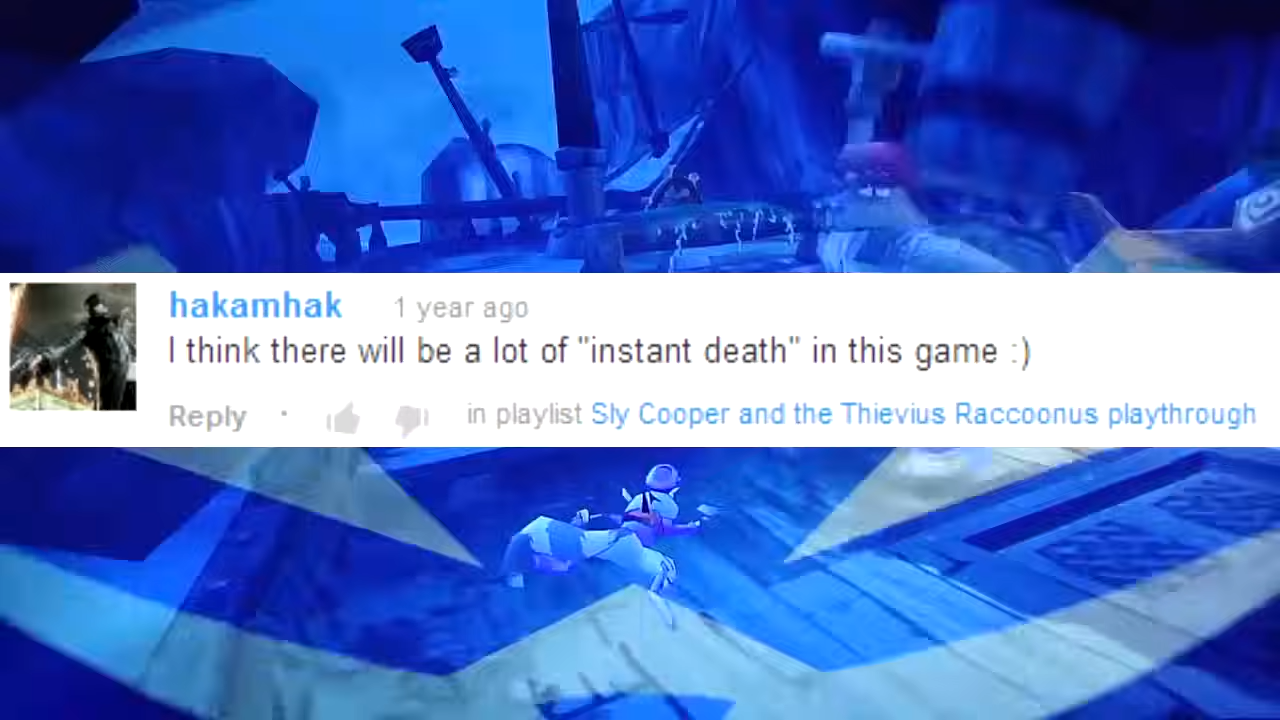 hakamhak 1 year ago
I think there will be a lot of "instant death" in this game :)
Reply · in playlist Sly Cooper and the Thievius Raccoonus playthrough